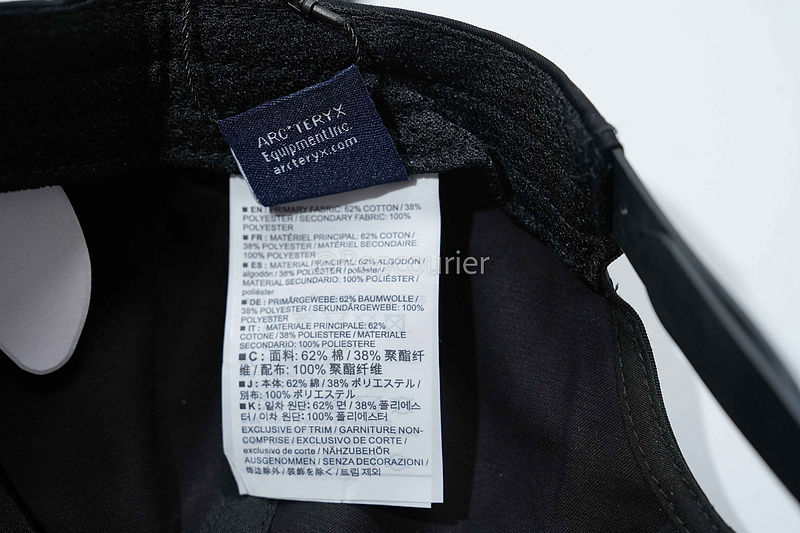 ARC'TERYX
Equipment Inc.
arcteryx.com
■ EN: PRIMARY FABRIC: 62% COTTON / 38%
POLYESTER / SECONDARY FABRIC: 100%
POLYESTER
■ FR : MATÉRIEL PRINCIPAL: 62% COTON /
38% POLYESTER / MATÉRIEL SECONDAIRE:
100% POLYESTER
■ ES : MATERIAL PRINCIPAL: 62% ALGODÓN /
algodón / 38% POLIÉSTER / poliéster /
MATERIAL SECONDARIO: 100% POLIÉSTER /
poliéster
■ DE : PRIMÄRGEWEBE: 62% BAUMWOLLE /
38% POLYESTER / SEKUNDÄRGEWEBE: 100%
POLYESTER
■ IT : MATERIALE PRINCIPALE: 62%
COTONE / 38% POLIESTERE / MATERIALE
SECONDARIO: 100% POLIESTERE
■ C : 面料: 62% 棉 / 38% 聚酯纤
维 / 配布: 100% 聚酯纤维
■ J : 本体: 62% 綿 / 38% ポリエステル /
別布: 100% ポリエステル
■ K : 일차 원단: 62% 면 / 38% 폴리에스
터 / 이차 원단: 100% 폴리에스터
EXCLUSIVE OF TRIM / GARNITURE NON-
COMPRISE / EXCLUSIVO DE CORTE /
exclusivo de corte / NÄHZUBEHÖR
AUSGENOMMEN / SENZA DECORAZIONI /
饰边除外 / 装飾を除く / 트림 제외
courier